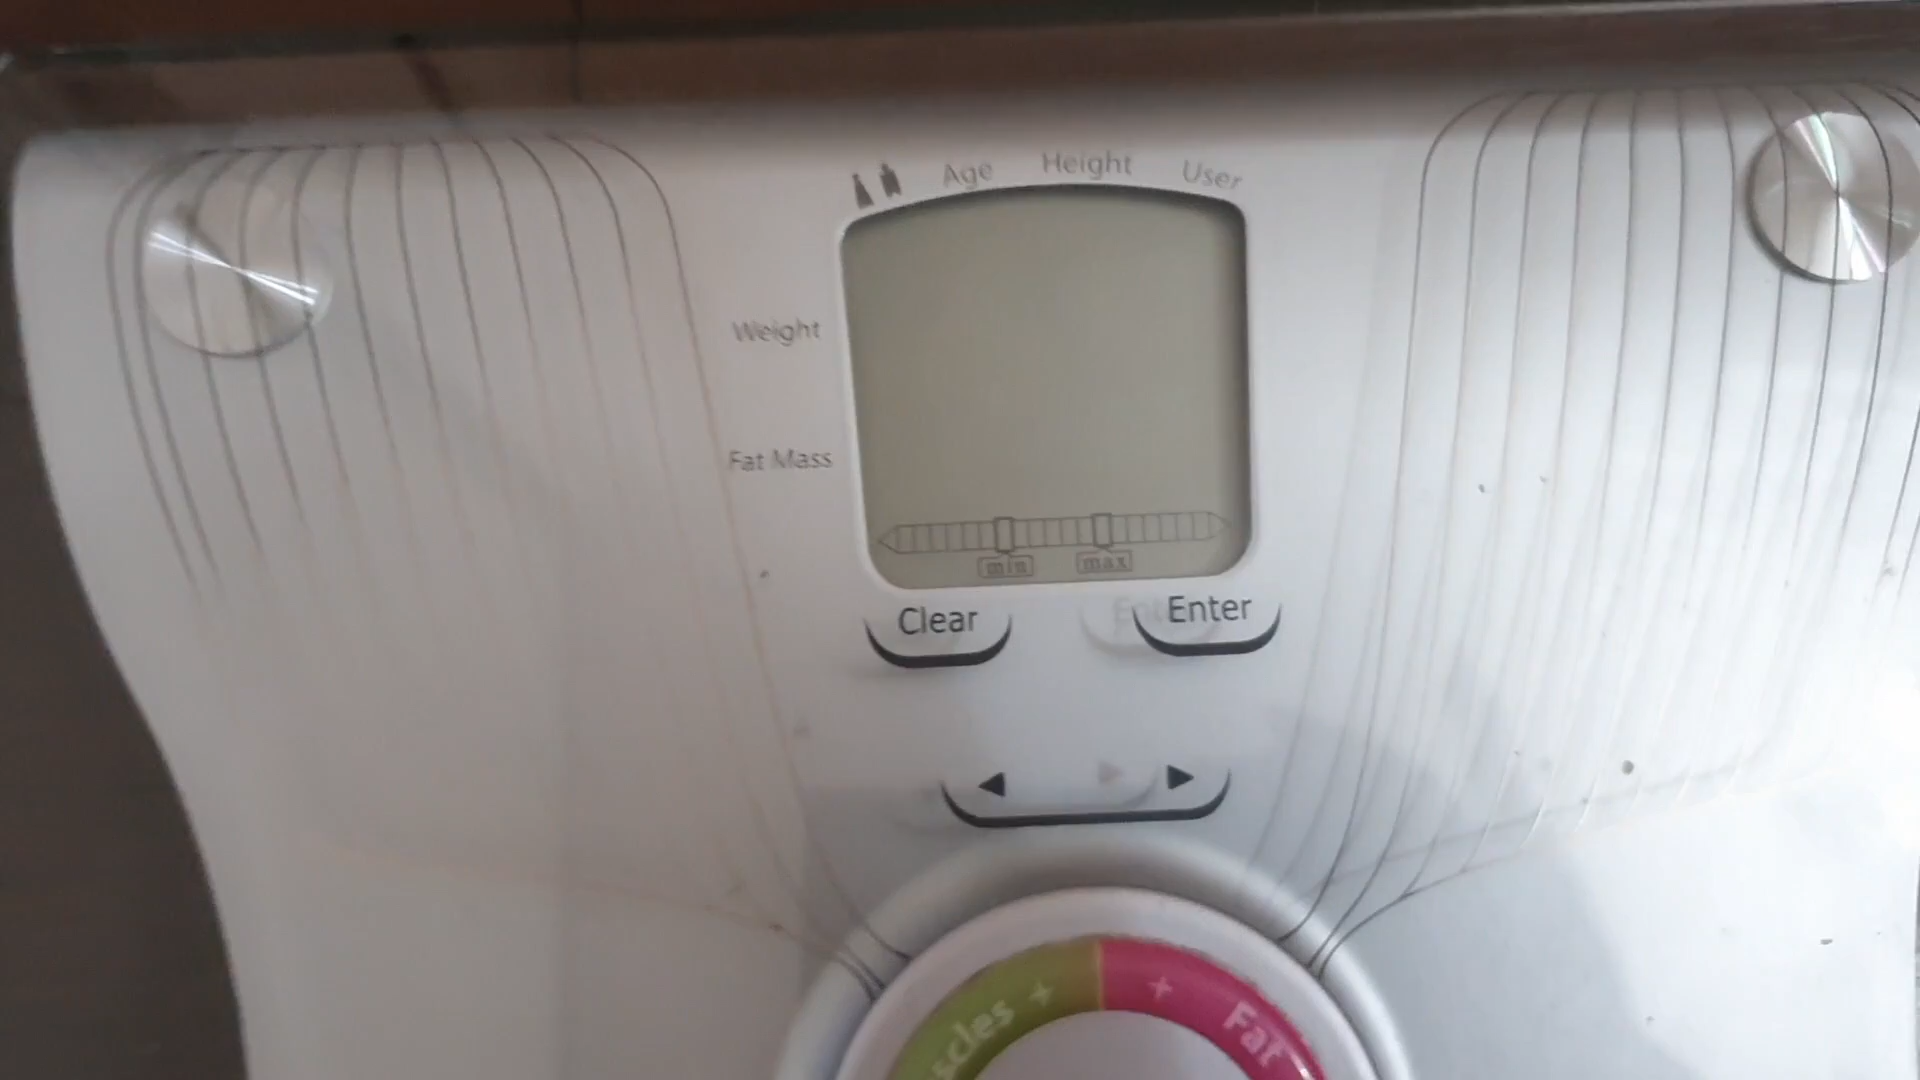 Age Height User
Weight
Fat Mass
min max
Clear Enter
scles + + Fat